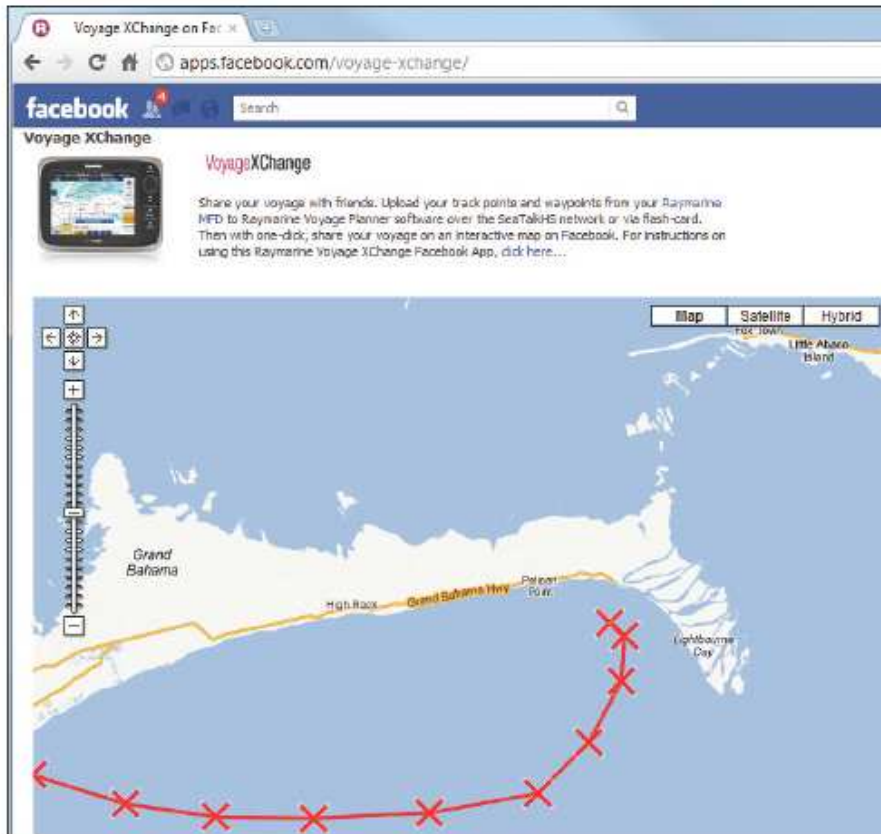 Voyage XChange on Fac
apps.facebook.com/voyage-xchange/
facebook
4
Search
Voyage XChange
VoyageXChange
Share your voyage with friends. Upload your track points and waypoints from your Raymarine
MFD to Raymarine Voyage Planner software over the SeaTalkHS network or via flash-card.
Then with one-click, share your voyage on an interactive map on Facebook. For instructions on
using this Raymarine Voyage XChange Facebook App, click here...
Map
Satellite
Hybrid
Fox Town
Little Abaco
Island
Grand
Bahama
High Rock
Grand Bahama Hwy
Pelican
Point
Lightbourne
Cay